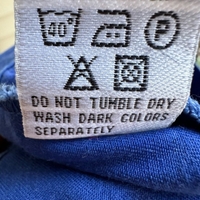 40° P
DO NOT TUMBLE DRY
WASH DARK COLORS
SEPARATELY